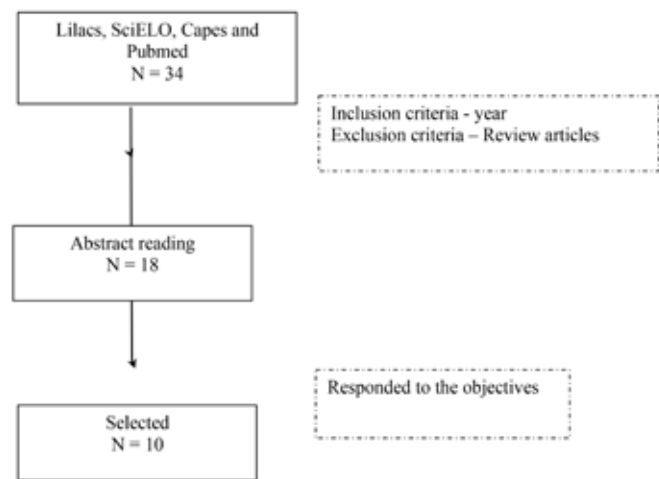 Lilacs, SciELO, Capes and
Pubmed
N = 34
Inclusion criteria - year
Exclusion criteria – Review articles
Abstract reading
N = 18
Responded to the objectives
Selected
N = 10